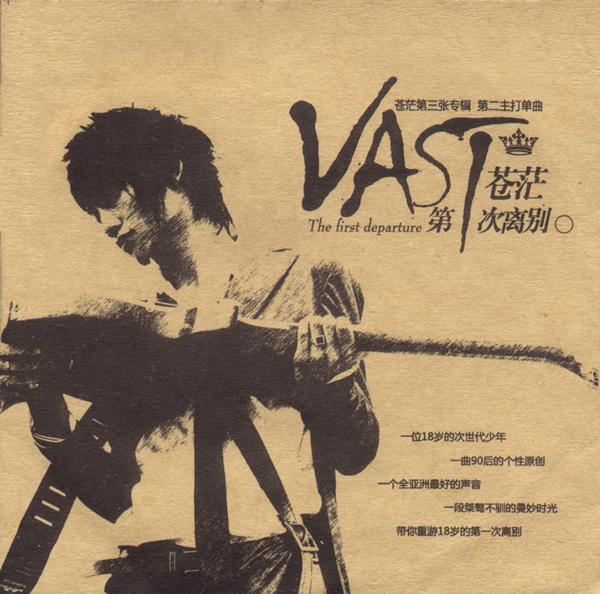 苍茫第三张专辑 第二主打单曲
VAST
苍茫
The first departure 第 次离别
一位18岁的次世代少年
一曲90后的个性原创
一个全亚洲最好的声音
一段桀骜不驯的曼妙时光
带你重游18岁的第一次离别